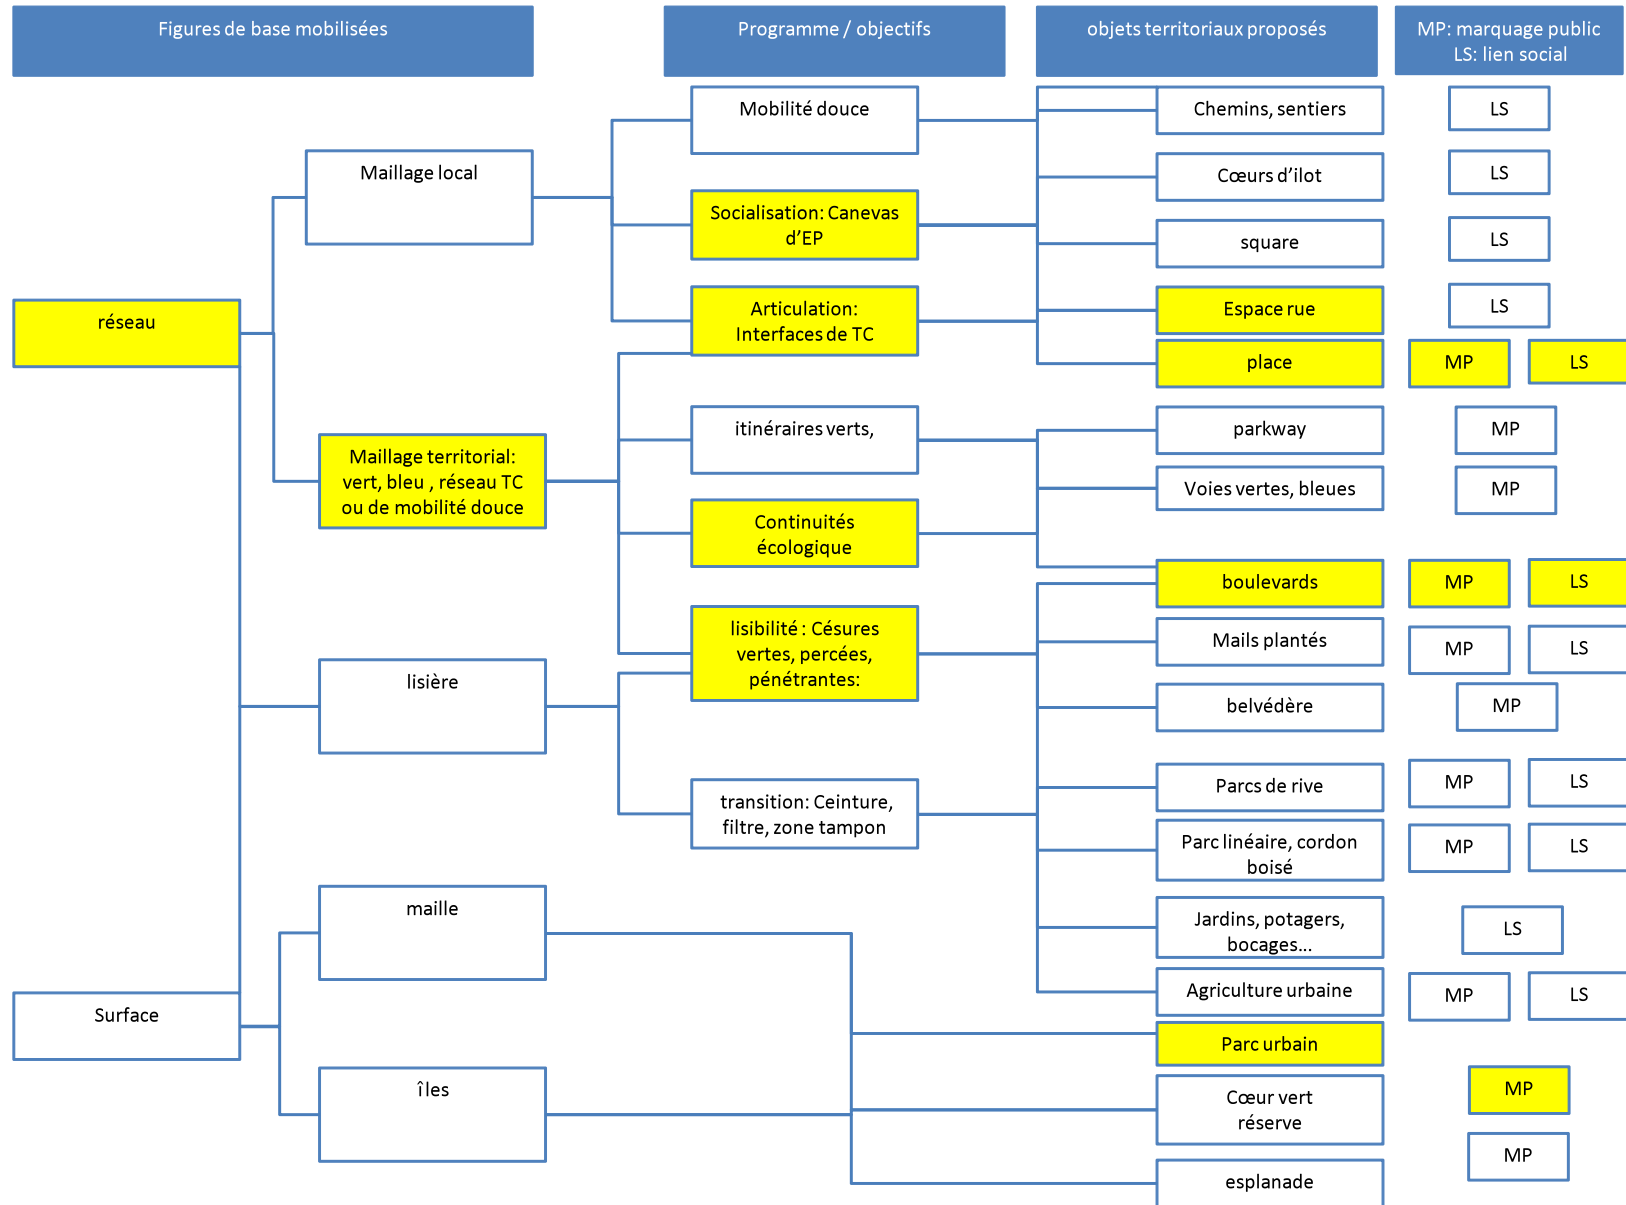 Figures de base mobilisées
Programme / objectifs
objets territoriaux proposés
MP: marquage public
LS: lien social
réseau
Surface
Maillage local
Maillage territorial:
vert, bleu , réseau TC
ou de mobilité douce
lisière
maille
îles
Mobilité douce
Socialisation: Canevas
d’EP
Articulation:
Interfaces de TC
itinéraires verts,
Continuités
écologique
lisibilité : Césures
vertes, percées,
pénétrantes:
transition: Ceinture,
filtre, zone tampon
Chemins, sentiers
LS
Cœurs d’ilot
LS
square
LS
Espace rue
LS
place
MP LS
parkway
MP
Voies vertes, bleues
MP
boulevards
MP LS
Mails plantés
MP LS
belvédère
MP
Parcs de rive
MP LS
Parc linéaire, cordon
boisé
MP LS
Jardins, potagers,
bocages...
LS
Agriculture urbaine
MP LS
Parc urbain
MP
Cœur vert
réserve
MP
esplanade